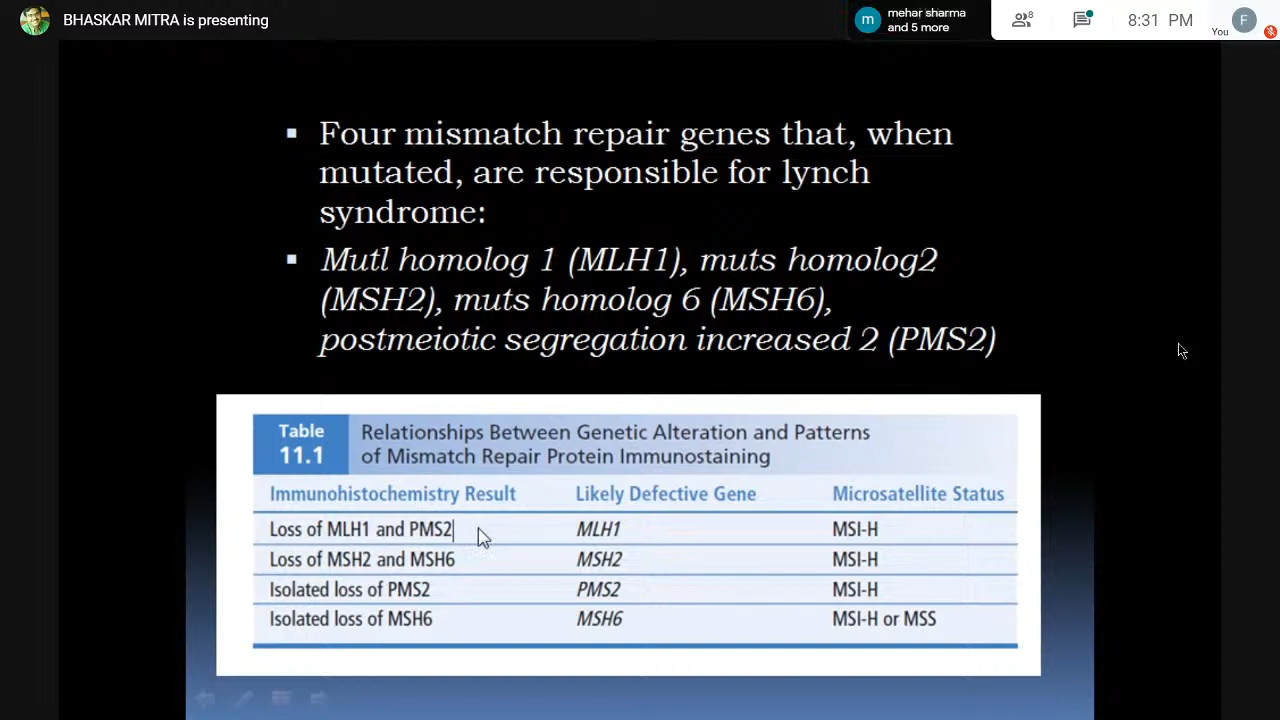 BHASKAR MITRA is presenting
m
mehar sharma
and 5 more
8
8:31 PM
You
F
▪ Four mismatch repair genes that, when
mutated, are responsible for lynch
syndrome:
▪ Mutl homolog 1 (MLH1), muts homolog2
(MSH2), muts homolog 6 (MSH6),
postmeiotic segregation increased 2 (PMS2)
Table
11.1
Relationships Between Genetic Alteration and Patterns
of Mismatch Repair Protein Immunostaining
Immunohistochemistry Result Likely Defective Gene Microsatellite Status
Loss of MLH1 and PMS2 MLH1 MSI-H
Loss of MSH2 and MSH6 MSH2 MSI-H
Isolated loss of PMS2 PMS2 MSI-H
Isolated loss of MSH6 MSH6 MSI-H or MSS